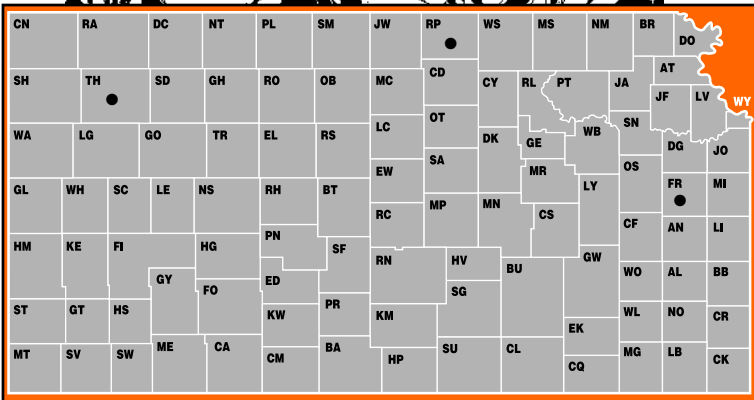 CN RA DC NT PL SM JW RP WS MS NM BR DO
SH TH SD GH RO OB MC CD CY RL PT JA AT JF LV WY
WA LG GO TR EL RS LC OT DK GE WB SN DG JO
GL WH SC LE NS RH BT EW SA MR LY OS FR MI
HM KE FI HG PN SF RC MP MN CS CF AN LI
GY FO ED RN HV BU GW WO AL BB
ST GT HS KW PR KM SG EK WL NO CR
MT SV SW ME CA CM BA HP SU CL CQ MG LB CK